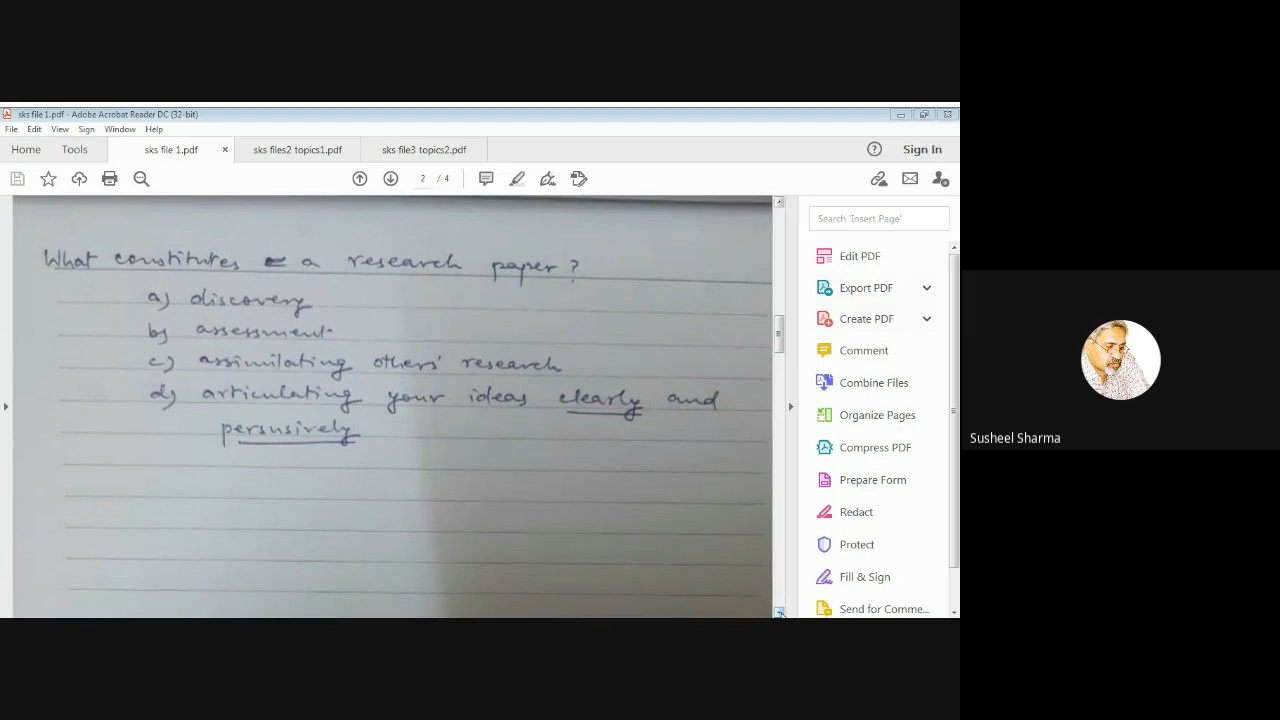 sks file 1.pdf - Adobe Acrobat Reader DC (32-bit)
File Edit View Sign Window Help
Home Tools sks file 1.pdf x sks files2 topics1.pdf sks file3 topics2.pdf ? Sign In
2 / 4
What constitutes a research paper?
a) discovery
b) assessment
c) assimilating others' research
d) articulating your ideas clearly and
persusively
Search 'Insert Page'
Edit PDF
Export PDF
Create PDF
Comment
Combine Files
Organize Pages
Compress PDF
Prepare Form
Redact
Protect
Fill & Sign
Send for Comme...
Susheel Sharma